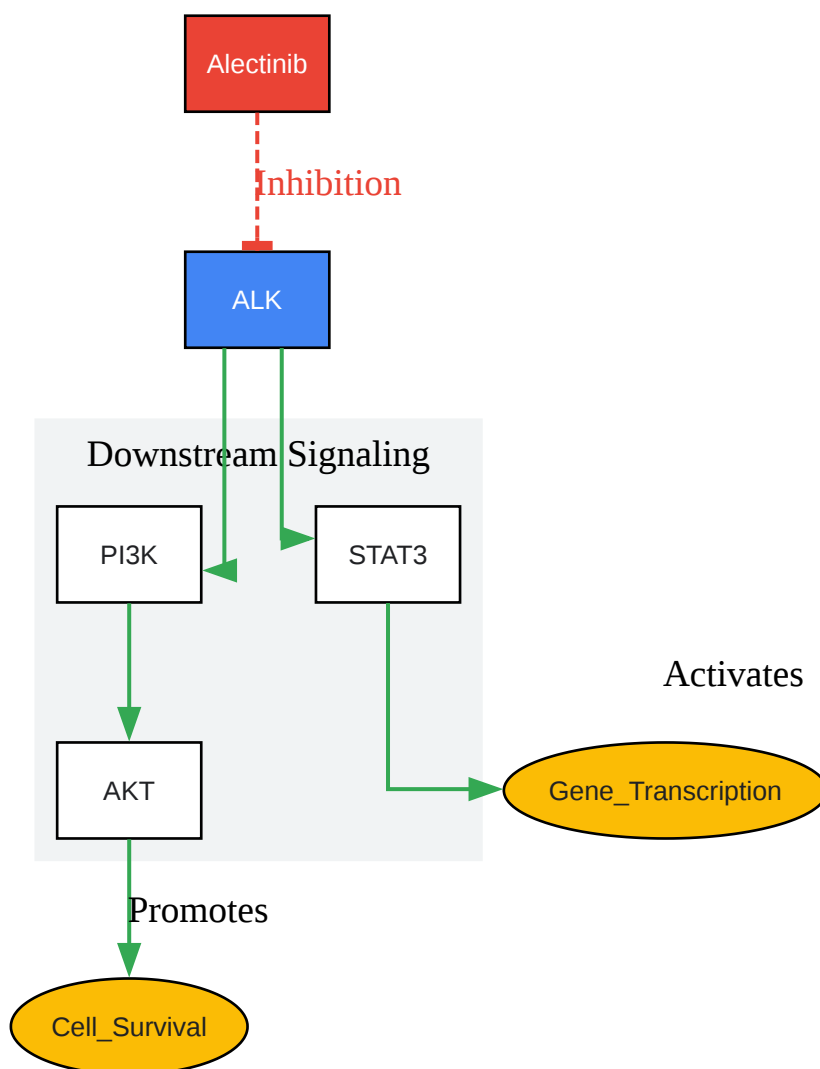 Alectinib
Inhibition
ALK
Downstream Signaling
PI3K
STAT3
Activates
AKT
Gene_Transcription
Promotes
Cell_Survival